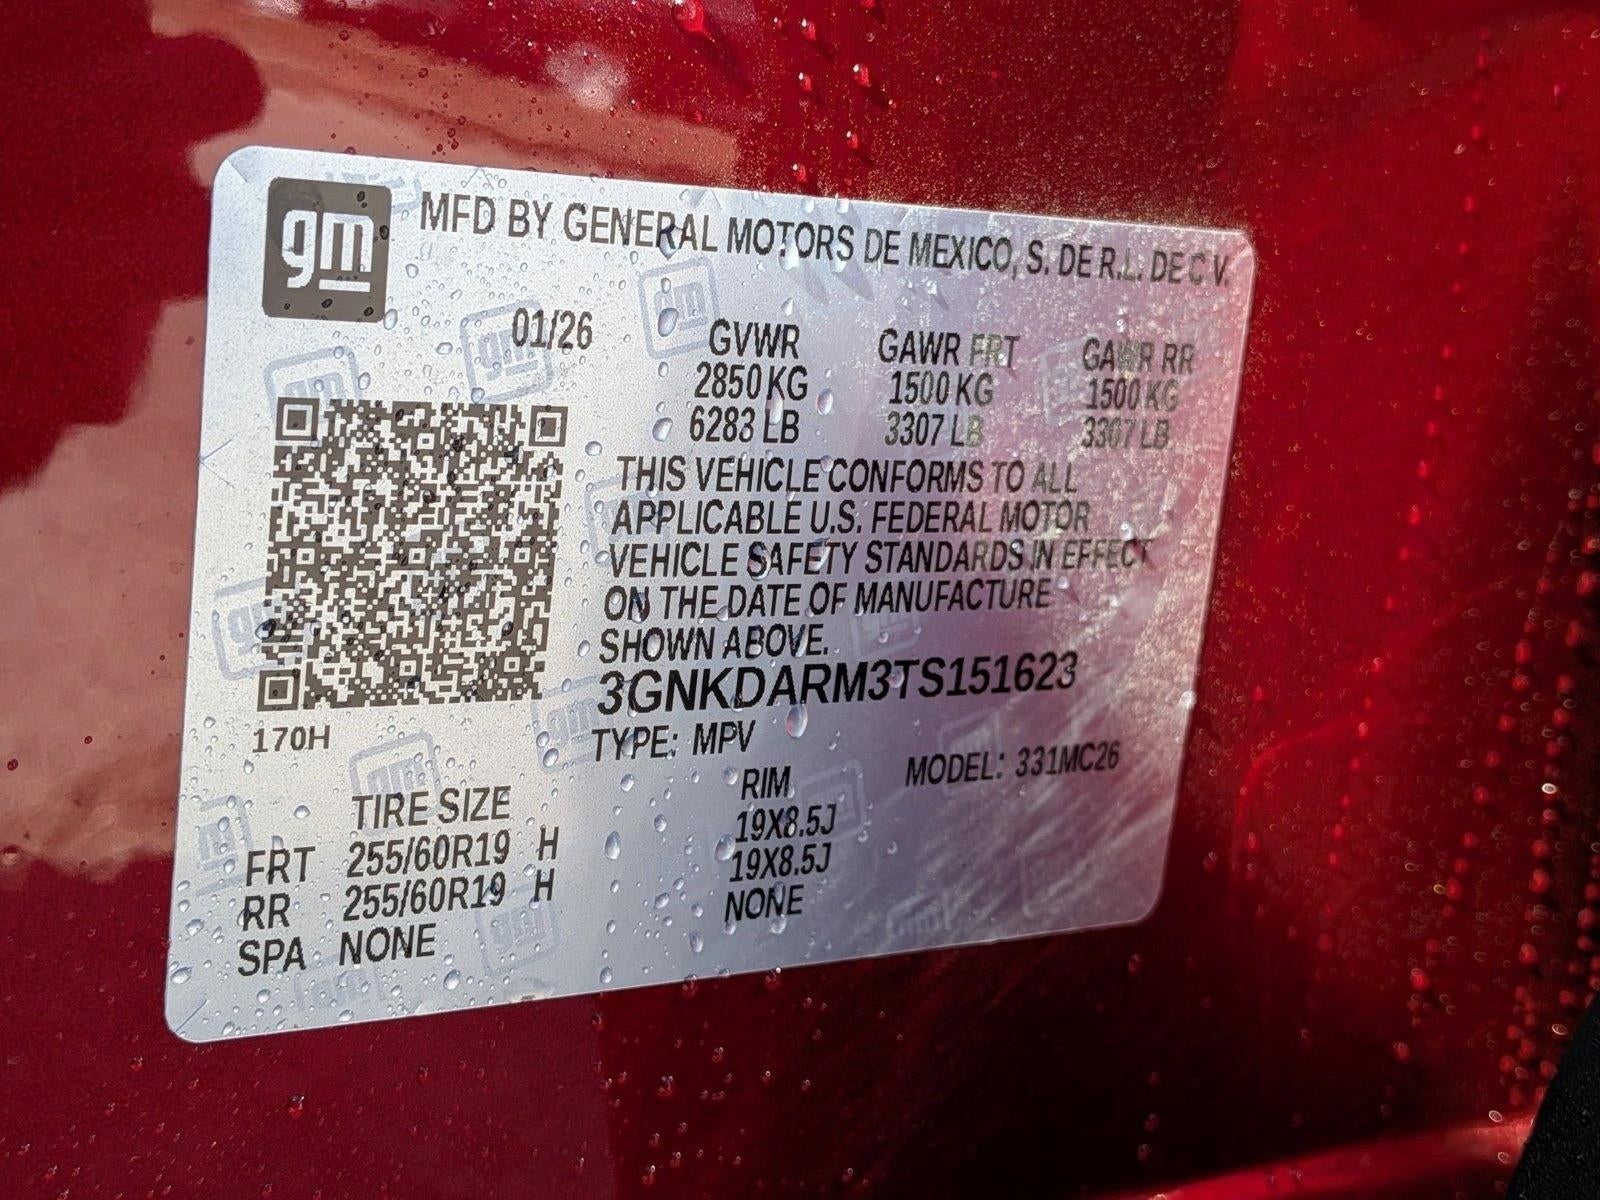 gm
MFD BY GENERAL MOTORS DE MEXICO, S. DE R.L. DE C V.
01/26
GVWR GAWR FRT GAWR RR
2850 KG 1500 KG 1500 KG
6283 LB 3307 LB 3307 LB
THIS VEHICLE CONFORMS TO ALL
APPLICABLE U.S. FEDERAL MOTOR
VEHICLE SAFETY STANDARDS IN EFFECT
ON THE DATE OF MANUFACTURE
SHOWN ABOVE.
3GNKDARM3TS151623
170H
TYPE: MPV
MODEL: 331MC26
TIRE SIZE RIM
FRT 255/60R19 H 19X8.5J
RR 255/60R19 H 19X8.5J
SPA NONE NONE